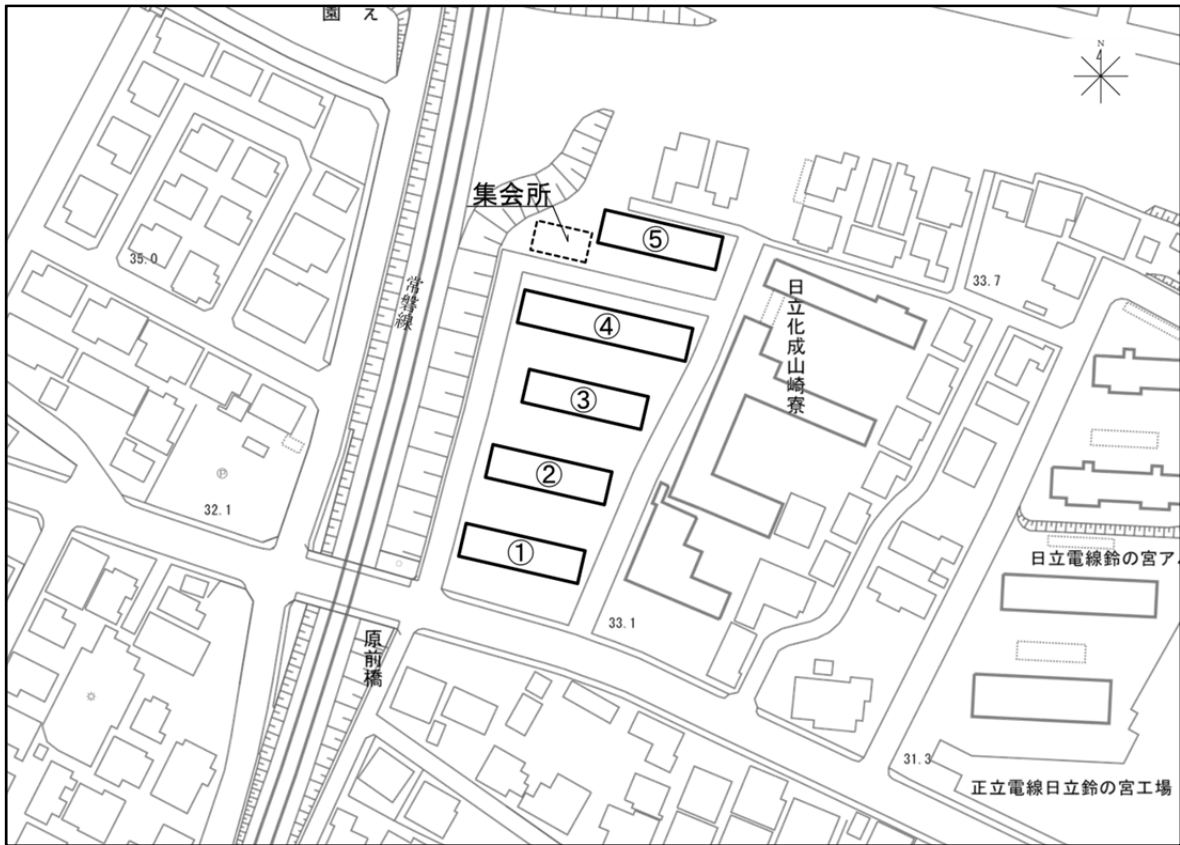 園 え
N
集会所
⑤
35.0
常磐線
33.7
日立化成山崎寮
④
③
②
32.1
①
日立電線鈴の宮ア
33.1
原前橋
31.3
正立電線日立鈴の宮工場